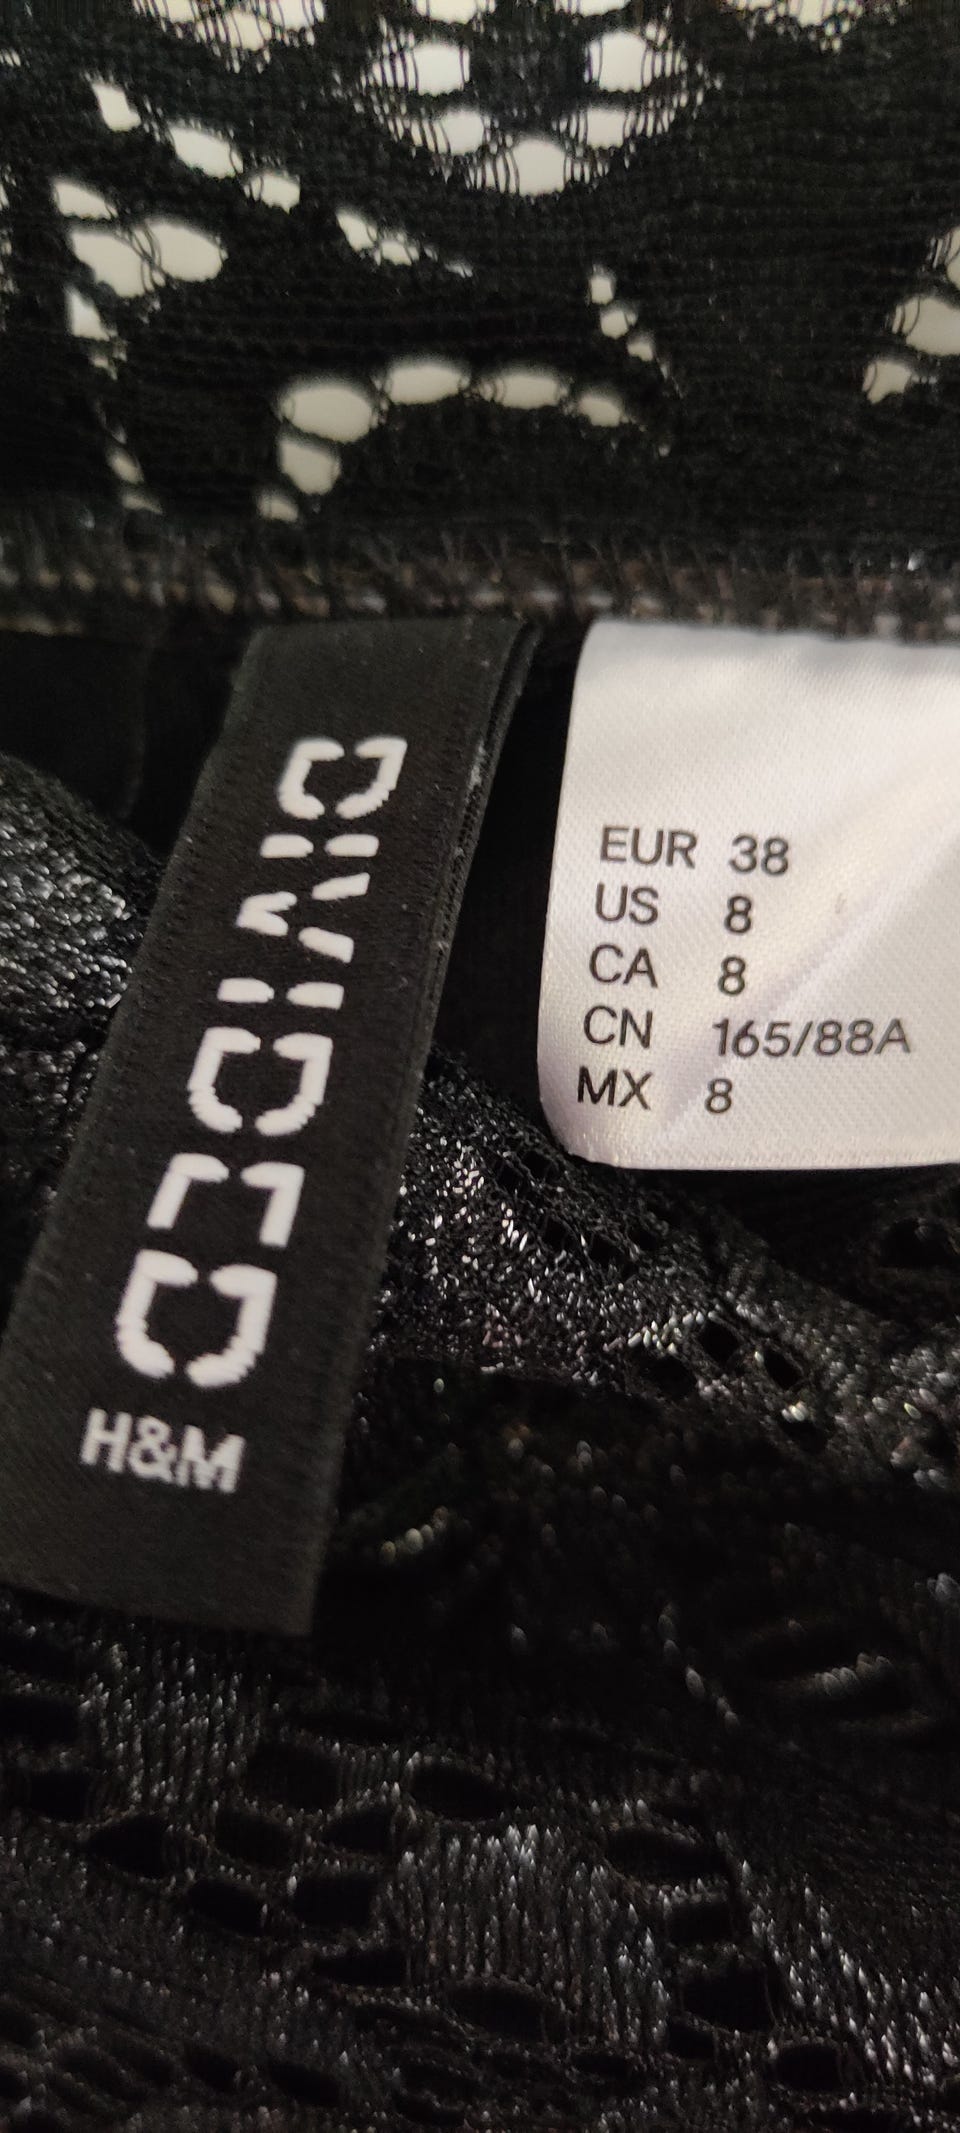 DIVIDED
H&M
EUR 38
US 8
CA 8
CN 165/88A
MX 8